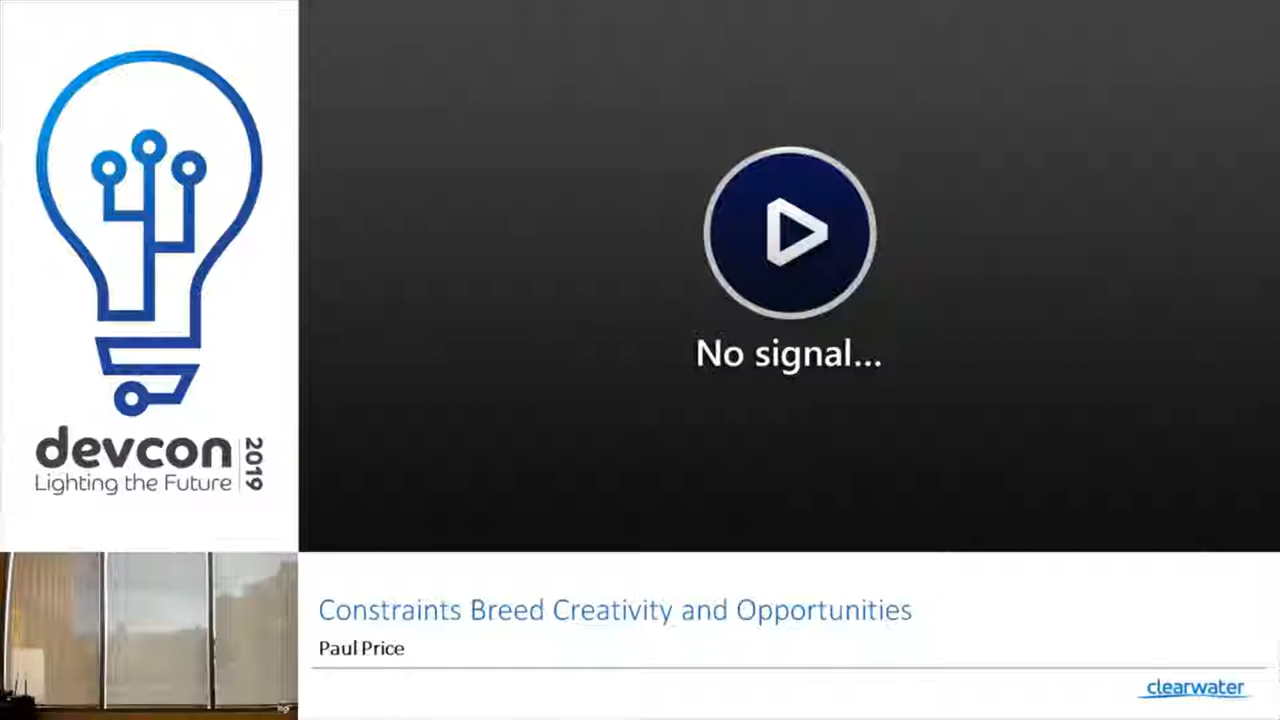 devcon 2019
Lighting the Future
No signal...
Constraints Breed Creativity and Opportunities
Paul Price
clearwater